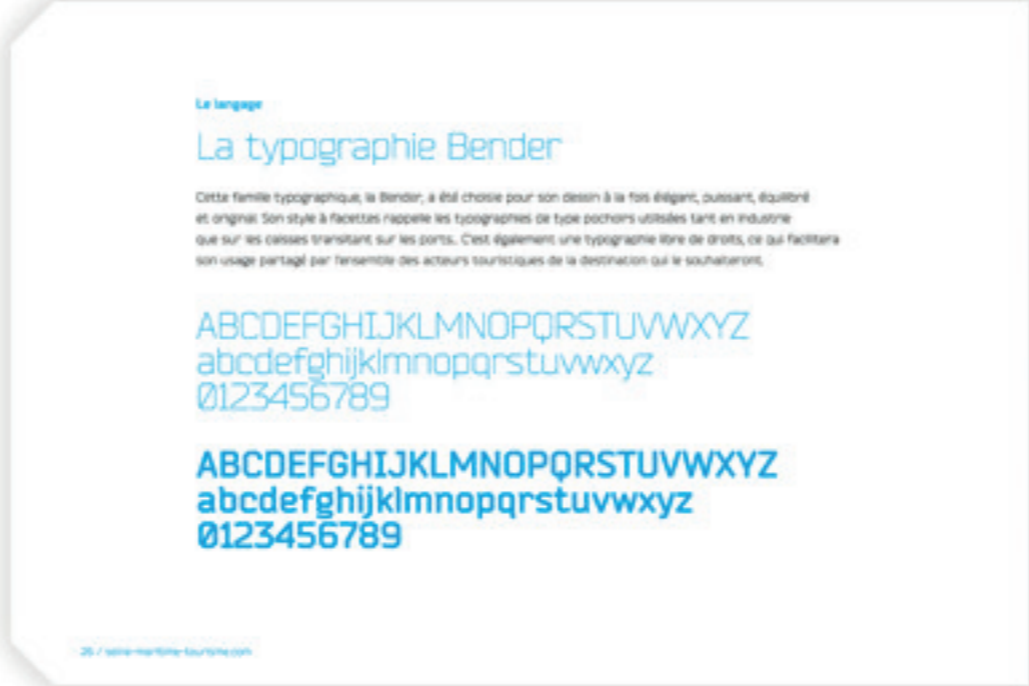 Le langage
La typographie Bender
Cette famille typographique, la Bender, a été choisie pour son dessin à la fois élégant, puissant, équilibré
et original. Son style à facettes rappelle les typographies de type pochoirs utilisées tant en industrie
que sur les caisses transitant sur les ports... C'est également une typographie libre de droits, ce qui facilitera
son usage partagé par l'ensemble des acteurs touristiques de la destination qui le souhaiteront.
ABCDEFGHIJKLMNOPQRSTUVWXYZ
abcdefghijklmnopqrstuvwxyz
0123456789
ABCDEFGHIJKLMNOPQRSTUVWXYZ
abcdefghijklmnopqrstuvwxyz
0123456789
26 / seine-maritime-tourisme.com